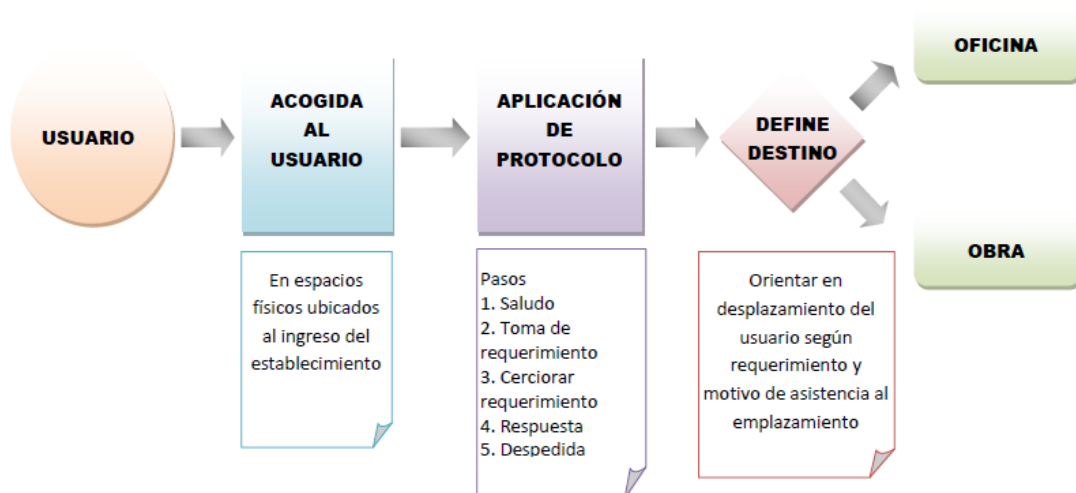 USUARIO
ACOGIDA
AL
USUARIO
APLICACIÓN
DE
PROTOCOLO
DEFINE
DESTINO
OFICINA
OBRA
En espacios
físicos ubicados
al ingreso del
establecimiento
Pasos
1. Saludo
2. Toma de
requerimiento
3. Cerciorar
requerimiento
4. Respuesta
5. Despedida
Orientar en
desplazamiento del
usuario según
requerimiento y
motivo de asistencia al
emplazamiento